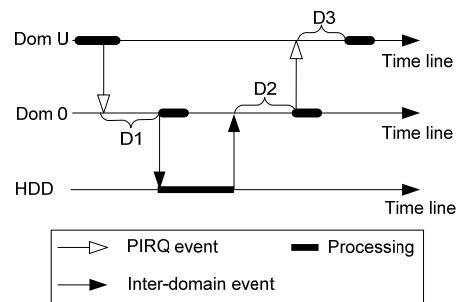 D3
Dom U
Time line
D2
Dom 0
D1
Time line
HDD
Time line
PIRQ event
Processing
Inter-domain event